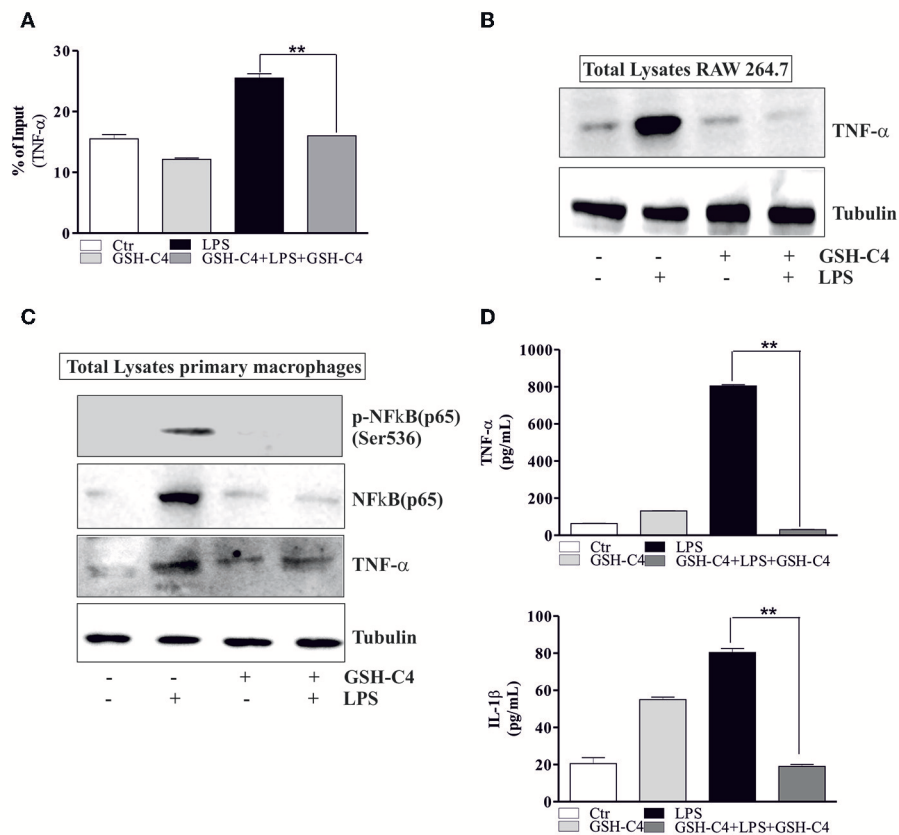 A
% of Input
(TNF-α)
30
20
10
0
**
Ctr
LPS
GSH-C4
GSH-C4+LPS+GSH-C4
B
Total Lysates RAW 264.7
TNF-α
Tubulin
- - + + GSH-C4
- + - + LPS
C
Total Lysates primary macrophages
p-NFkB(p65)
(Ser536)
NFkB(p65)
TNF-α
Tubulin
- - + + GSH-C4
- + - + LPS
D
TNF-α
(pg/mL)
1000
800
600
400
200
0
**
Ctr
LPS
GSH-C4
GSH-C4+LPS+GSH-C4
IL-1β
(pg/mL)
100
80
60
40
20
0
**
Ctr
LPS
GSH-C4
GSH-C4+LPS+GSH-C4